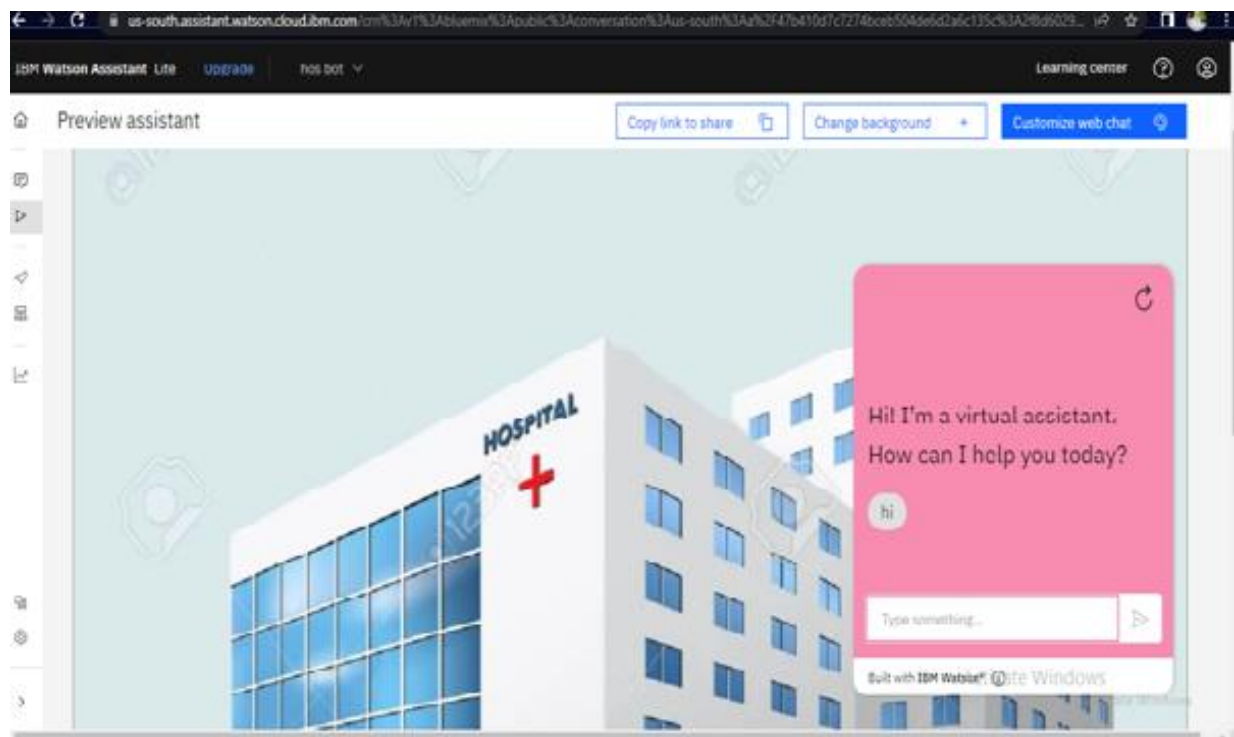 us-south.assistant.watson.cloud.ibm.com
IBM Watson Assistant Lite Upgrade hos bot Learning center
Preview assistant
Copy link to share Change background + Customize web chat
HOSPITAL
Hi! I'm a virtual assistant.
How can I help you today?
hi
Type something...
Built with IBM Watson®
Windows